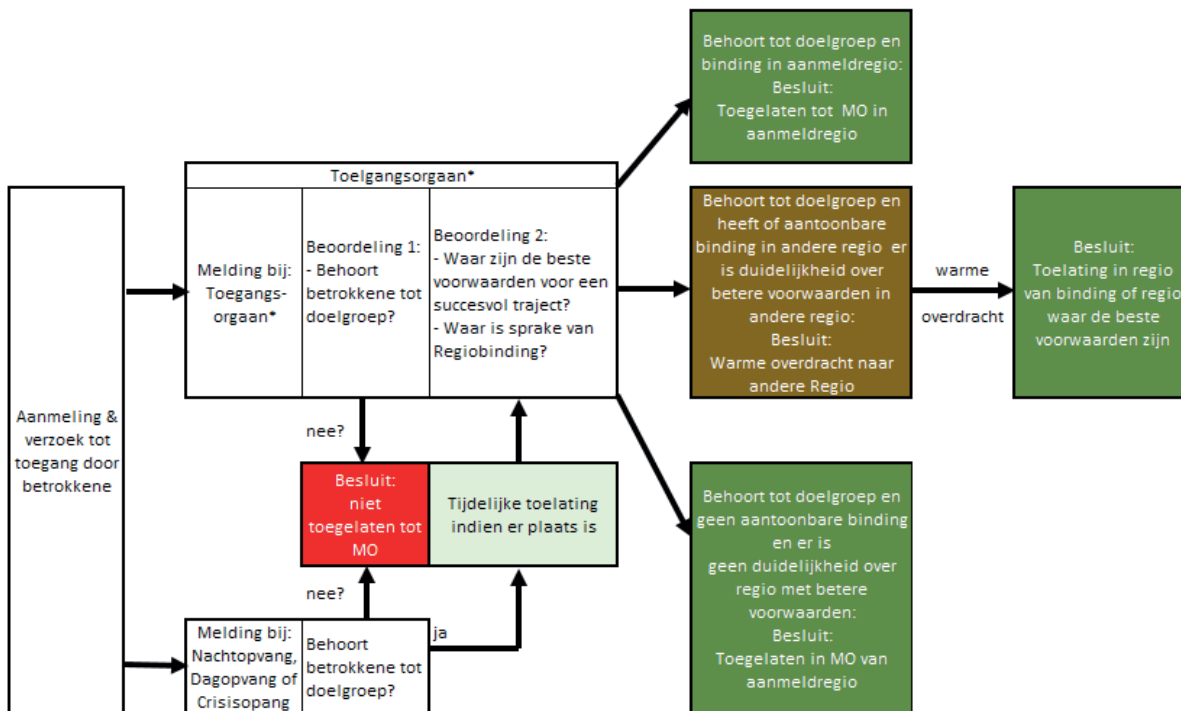 Aanmeling &
verzoek tot
toegang door
betrokkene
Toelgangsorgaan*
Melding bij:
Toegangs-
orgaan*
Beoordeling 1:
- Behoort
betrokkene tot
doelgroep?
Beoordeling 2:
- Waar zijn de beste
voorwaarden voor een
succesvol traject?
- Waar is sprake van
Regiobinding?
nee?
Besluit:
niet
toegelaten tot
MO
Tijdelijke toelating
indien er plaats is
nee?
ja
Melding bij:
Nachtopvang,
Dagopvang of
Crisisopang
Behoort
betrokkene tot
doelgroep?
Behoort tot doelgroep en
binding in aanmeldregio:
Besluit:
Toegelaten tot MO in
aanmeldregio
Behoort tot doelgroep en
heeft of aantoonbare
binding in andere regio er
is duidelijkheid over
betere voorwaarden in
andere regio:
Besluit:
Warme overdracht naar
andere Regio
warme
overdracht
Besluit:
Toelating in regio
van binding of regio
waar de beste
voorwaarden zijn
Behoort tot doelgroep en
geen aantoonbare binding
en er is
geen duidelijkheid over
regio met betere
voorwaarden:
Besluit:
Toegelaten in MO van
aanmeldregio